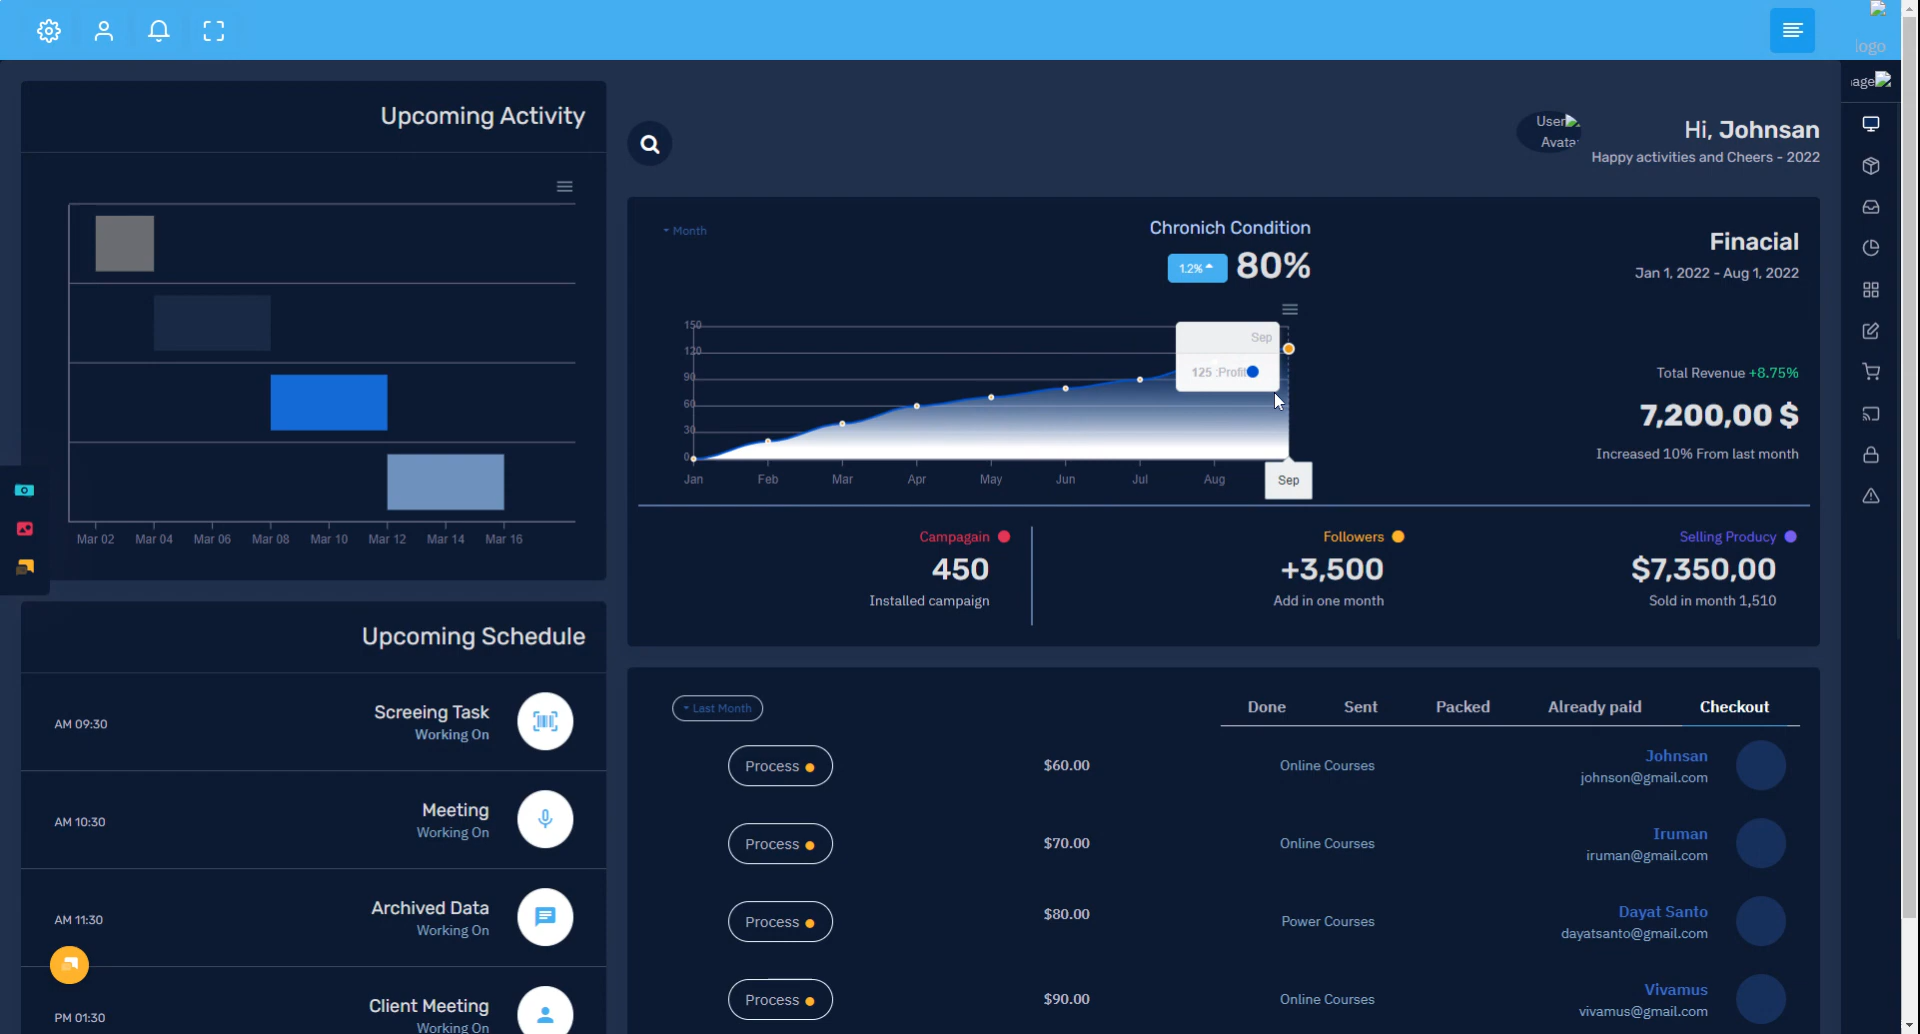 logo
Upcoming Activity
Mar 02 Mar 04 Mar 06 Mar 08 Mar 10 Mar 12 Mar 14 Mar 16
Upcoming Schedule
AM 09:30
Screeing Task
Working On
AM 10:30
Meeting
Working On
AM 11:30
Archived Data
Working On
PM 01:30
Client Meeting
Working On
User
Hi, Johnsan
Happy activities and Cheers - 2022
Month
Chronich Condition
1.2% 80%
150
120
90
60
30
0
Sep
125 :Profit
Jan Feb Mar Apr May Jun Jul Aug Sep
Finacial
Jan 1, 2022 - Aug 1, 2022
Total Revenue +8.75%
7,200,00 $
Increased 10% From last month
Campagain
450
Installed campaign
Followers
+3,500
Add in one month
Selling Producy
$7,350,00
Sold in month 1,510
Last Month
Done Sent Packed Already paid Checkout
Process $60.00 Online Courses Johnsan
johnson@gmail.com
Process $70.00 Online Courses Iruman
iruman@gmail.com
Process $80.00 Power Courses Dayat Santo
dayatsanto@gmail.com
Process $90.00 Online Courses Vivamus
vivamus@gmail.com